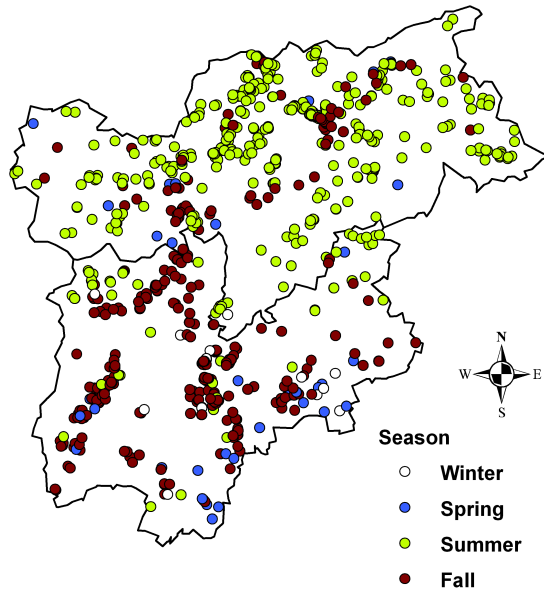 N
W E
S
Season
Winter
Spring
Summer
Fall